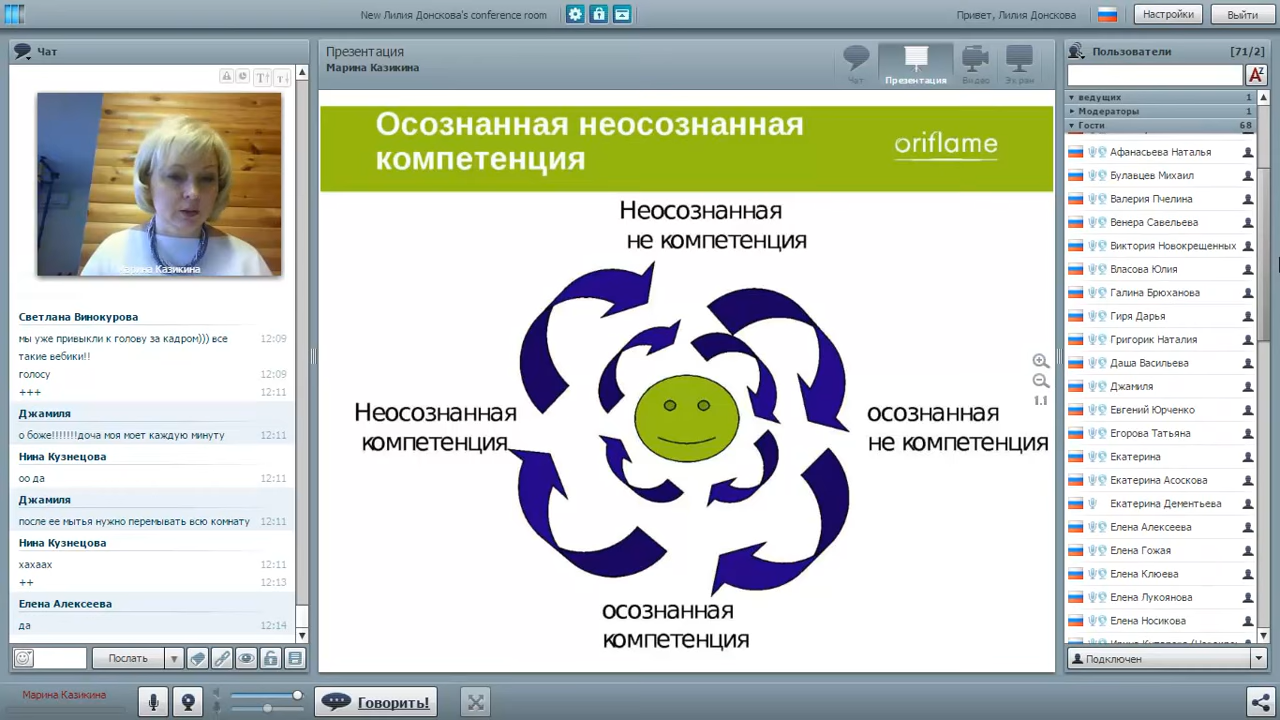 New Лилия Донскова's conference room
Привет, Лилия Донскова
Настройки
Выйти
Чат
Светлана Винокурова
мы уже привыкли к голову за кадром))) все 12:09
такие вебики!!
голосу 12:09
+++ 12:11
Джамиля
о боже!!!!!!!доча моя моет каждую минуту 12:11
Нина Кузнецова
оо да 12:11
Джамиля
после ее мытья нужно перемывать всю комнату 12:11
Нина Кузнецова
хахаах 12:11
++ 12:13
Елена Алексеева
да 12:14
Послать
Марина Казикина
Марина Казикина
Говорить!
Презентация
Марина Казикина
Чат
Презентация
Видео
Экран
Осознанная неосознанная
компетенция
oriflame
Неосознанная
не компетенция
Неосознанная
компетенция
осознанная
не компетенция
осознанная
компетенция
1.1
Пользователи [71/2]
ведущих 1
Модераторы 1
Гости 68
Афанасьева Наталья
Булавцев Михаил
Валерия Пчелина
Венера Савельева
Виктория Новокрещенных
Власова Юлия
Галина Брюханова
Гиря Дарья
Григорик Наталия
Даша Васильева
Джамиля
Евгений Юрченко
Егорова Татьяна
Екатерина
Екатерина Асоскова
Екатерина Дементьева
Елена Алексеева
Елена Гожая
Елена Клюева
Елена Лукоянова
Елена Носикова
Подключен